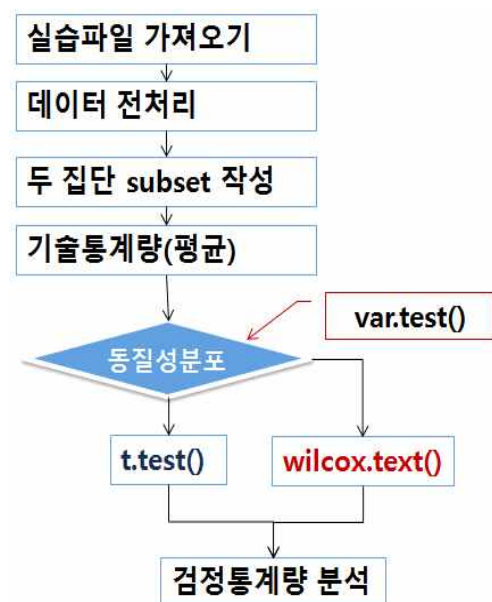 실습파일 가져오기
데이터 전처리
두 집단 subset 작성
기술통계량(평균)
var.test()
동질성분포
t.test()
wilcox.text()
검정통계량 분석